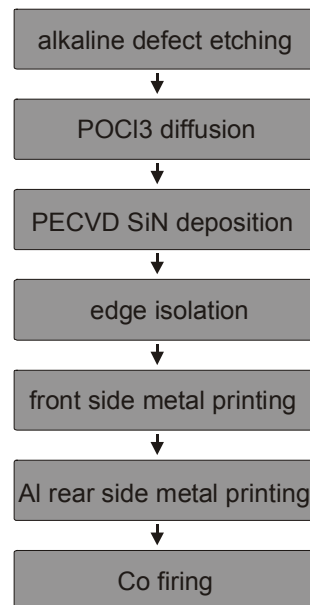 alkaline defect etching
POCl3 diffusion
PECVD SiN deposition
edge isolation
front side metal printing
Al rear side metal printing
Co firing